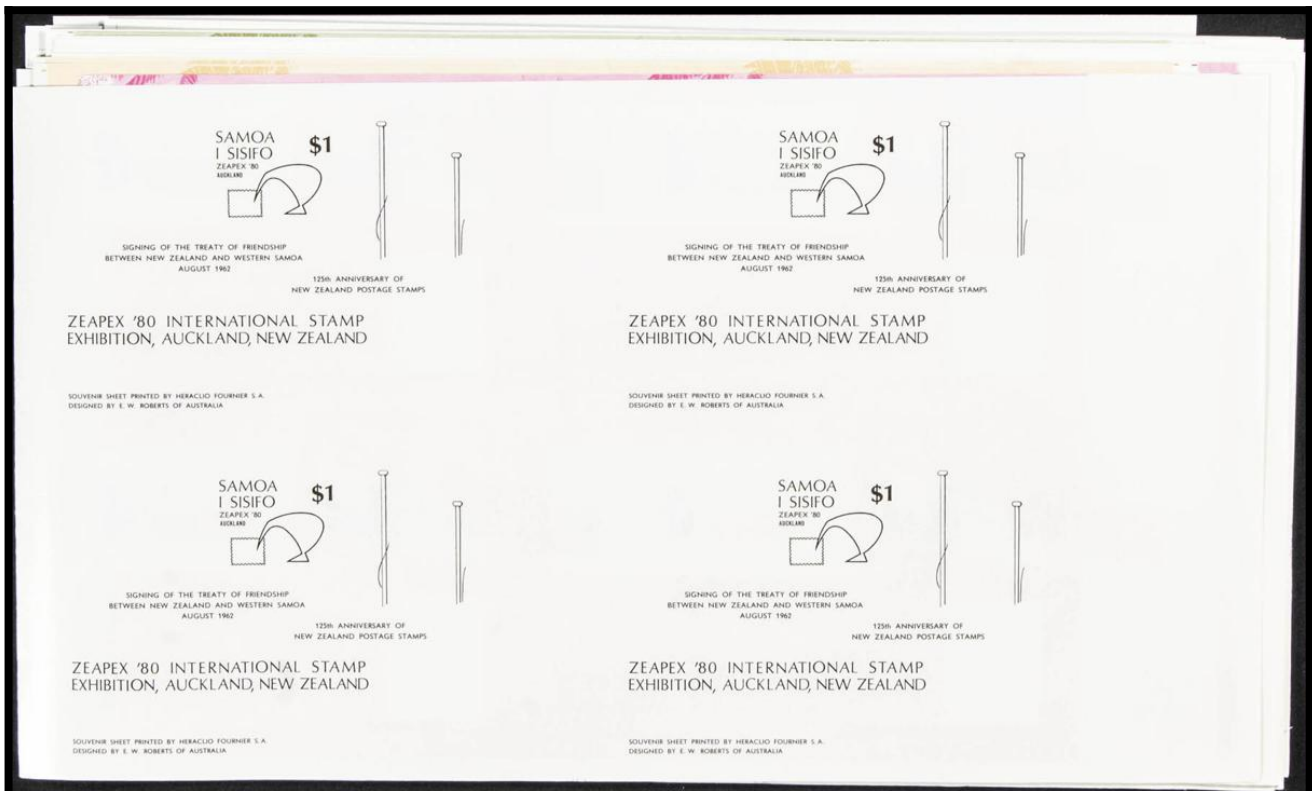 SAMOA
I SISIFO
$1
ZEAPEX '80
AUCKLAND
SIGNING OF THE TREATY OF FRIENDSHIP
BETWEEN NEW ZEALAND AND WESTERN SAMOA
AUGUST 1962
125th ANNIVERSARY OF
NEW ZEALAND POSTAGE STAMPS
ZEAPEX '80 INTERNATIONAL STAMP
EXHIBITION, AUCKLAND, NEW ZEALAND
SOUVENIR SHEET PRINTED BY HERACLIO FOURNIER S.A.
DESIGNED BY E. W. ROBERTS OF AUSTRALIA
SAMOA
I SISIFO
$1
ZEAPEX '80
AUCKLAND
SIGNING OF THE TREATY OF FRIENDSHIP
BETWEEN NEW ZEALAND AND WESTERN SAMOA
AUGUST 1962
125th ANNIVERSARY OF
NEW ZEALAND POSTAGE STAMPS
ZEAPEX '80 INTERNATIONAL STAMP
EXHIBITION, AUCKLAND, NEW ZEALAND
SOUVENIR SHEET PRINTED BY HERACLIO FOURNIER S.A.
DESIGNED BY E. W. ROBERTS OF AUSTRALIA
SAMOA
I SISIFO
$1
ZEAPEX '80
AUCKLAND
SIGNING OF THE TREATY OF FRIENDSHIP
BETWEEN NEW ZEALAND AND WESTERN SAMOA
AUGUST 1962
125th ANNIVERSARY OF
NEW ZEALAND POSTAGE STAMPS
ZEAPEX '80 INTERNATIONAL STAMP
EXHIBITION, AUCKLAND, NEW ZEALAND
SOUVENIR SHEET PRINTED BY HERACLIO FOURNIER S.A.
DESIGNED BY E. W. ROBERTS OF AUSTRALIA
SAMOA
I SISIFO
$1
ZEAPEX '80
AUCKLAND
SIGNING OF THE TREATY OF FRIENDSHIP
BETWEEN NEW ZEALAND AND WESTERN SAMOA
AUGUST 1962
125th ANNIVERSARY OF
NEW ZEALAND POSTAGE STAMPS
ZEAPEX '80 INTERNATIONAL STAMP
EXHIBITION, AUCKLAND, NEW ZEALAND
SOUVENIR SHEET PRINTED BY HERACLIO FOURNIER S.A.
DESIGNED BY E. W. ROBERTS OF AUSTRALIA